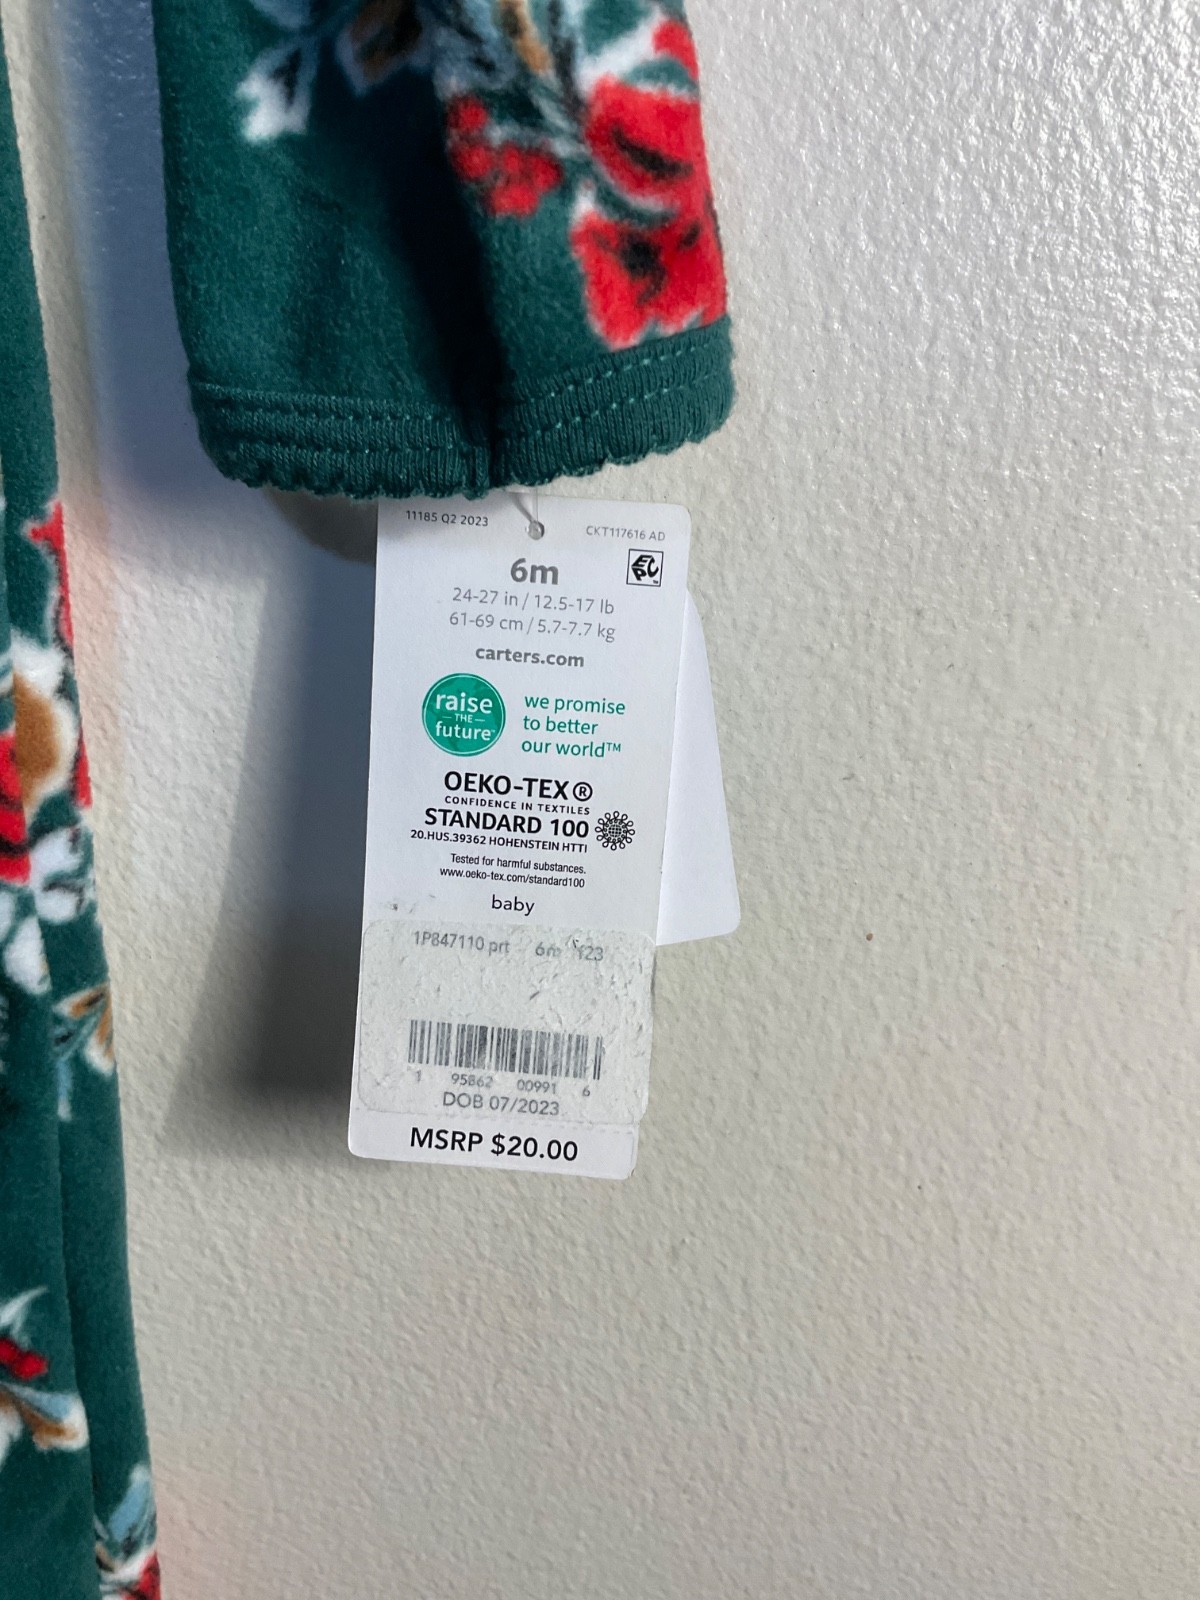 11185 Q2 2023
CKT117616 AD
6m
24-27 in / 12.5-17 lb
61-69 cm / 5.7-7.7 kg
carters.com
raise
THE
future™
we promise
to better
our world™
OEKO-TEX®
CONFIDENCE IN TEXTILES
STANDARD 100
20.HUS.39362 HOHENSTEIN HTTI
Tested for harmful substances.
www.oeko-tex.com/standard100
baby
1P847110 prt 6m
1 95862 00991 6
DOB 07/2023
MSRP $20.00